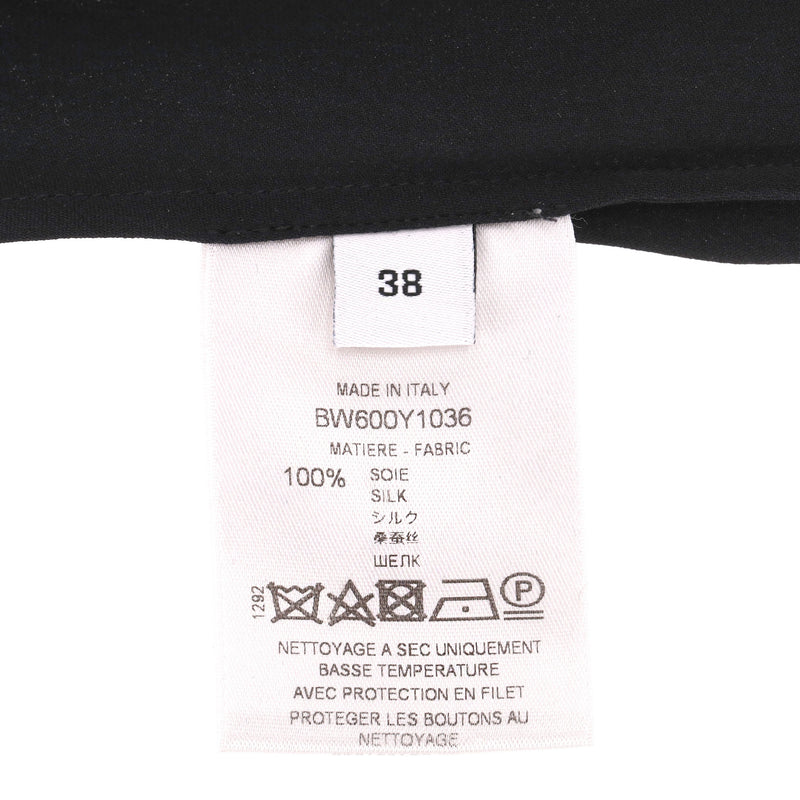 38
MADE IN ITALY
BW600Y1036
MATIERE - FABRIC
100% SOIE
SILK
シルク
桑蚕丝
ШЕЛК
1292
P
NETTOYAGE A SEC UNIQUEMENT
BASSE TEMPERATURE
AVEC PROTECTION EN FILET
PROTEGER LES BOUTONS AU
NETTOYAGE